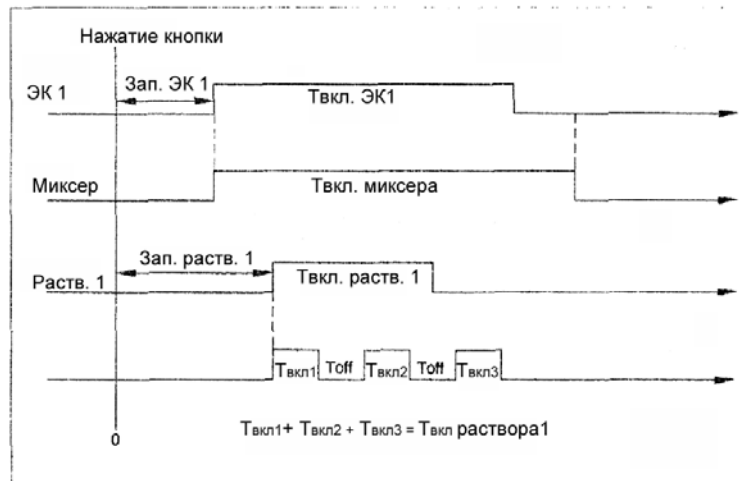 Нажатие кнопки
Зап. ЭК 1
ЭК 1
Твкл. ЭК1
Миксер
Твкл. миксера
Зап. раств. 1
Раств. 1
Твкл. раств. 1
Твкл1 Toff Твкл2 Toff Твкл3
Твкл1+ Твкл2 + Твкл3 = Твкл раствора1
0